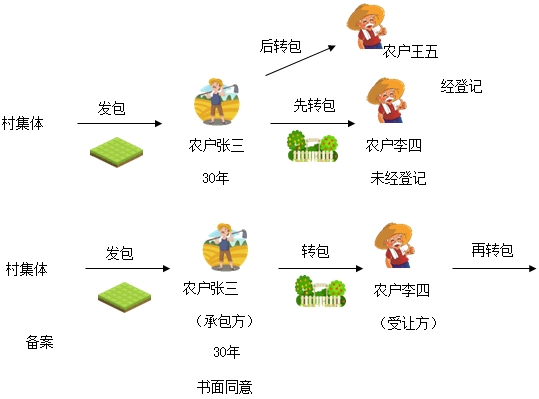 后转包
农户王五
经登记
发包
先转包
村集体
农户张三
农户李四
30年
未经登记
发包
转包
再转包
村集体
农户张三
农户李四
（承包方）
（受让方）
备案
30年
书面同意